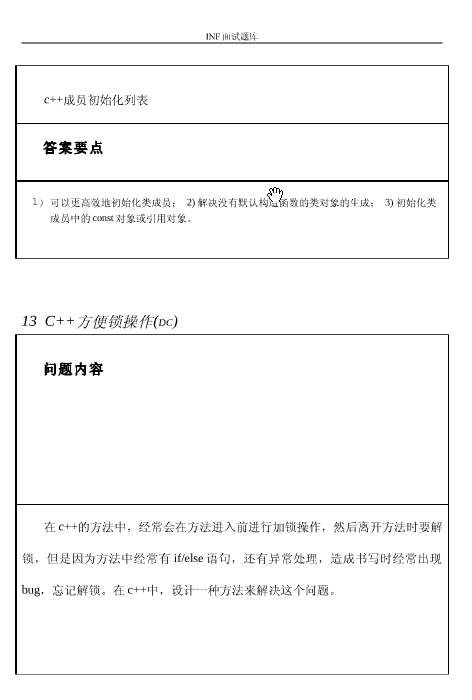 INF 面试题库
c++成员初始化列表
答案要点
1） 可以更高效地初始化类成员； 2) 解决没有默认构造函数的类对象的生成； 3) 初始化类
成员中的 const 对象或引用对象。
13 C++方便锁操作(DC)
问题内容
在 c++的方法中，经常会在方法进入前进行加锁操作，然后离开方法时要解
锁，但是因为方法中经常有 if/else 语句，还有异常处理，造成书写时经常出现
bug，忘记解锁。在 c++中，设计一种方法来解决这个问题。